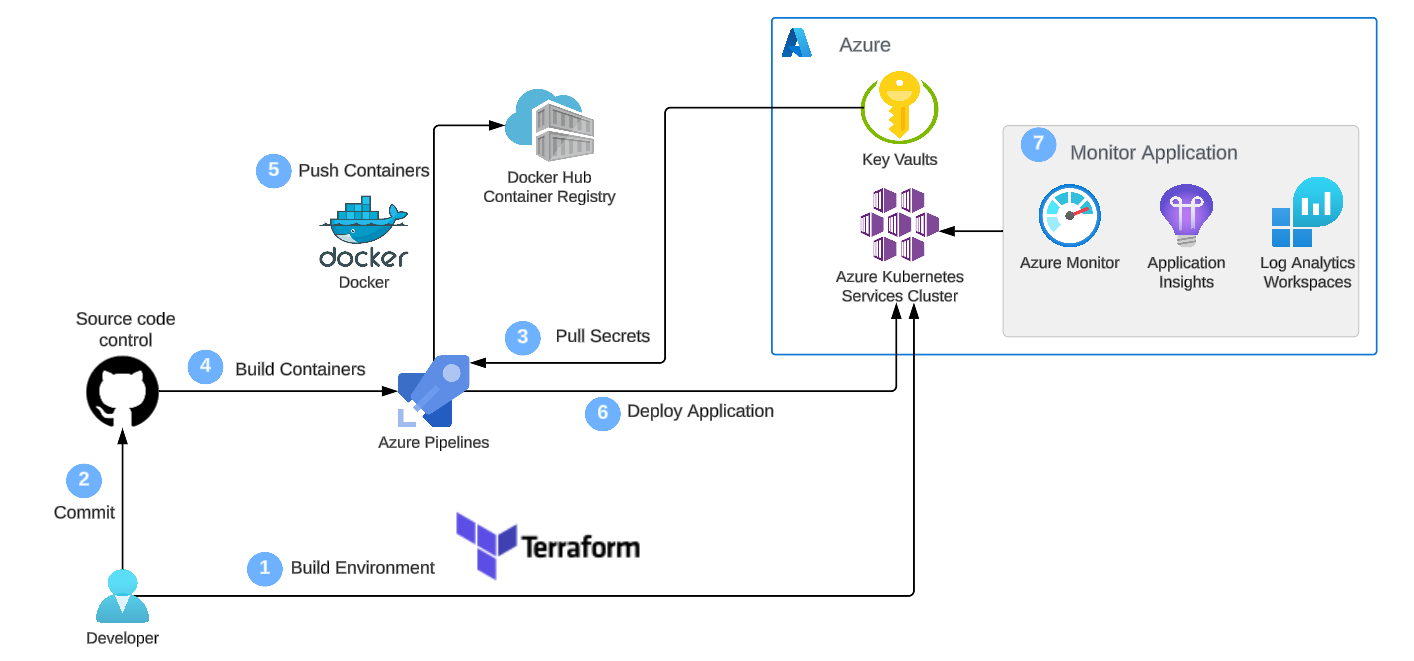 Azure
Key Vaults
7
Monitor Application
Azure Monitor
Application
Insights
Log Analytics
Workspaces
Azure Kubernetes
Services Cluster
Docker Hub
Container Registry
5
Push Containers
docker
Docker
3
Pull Secrets
Source code
control
4
Build Containers
Azure Pipelines
6
Deploy Application
2
Commit
1
Build Environment
Terraform
Developer